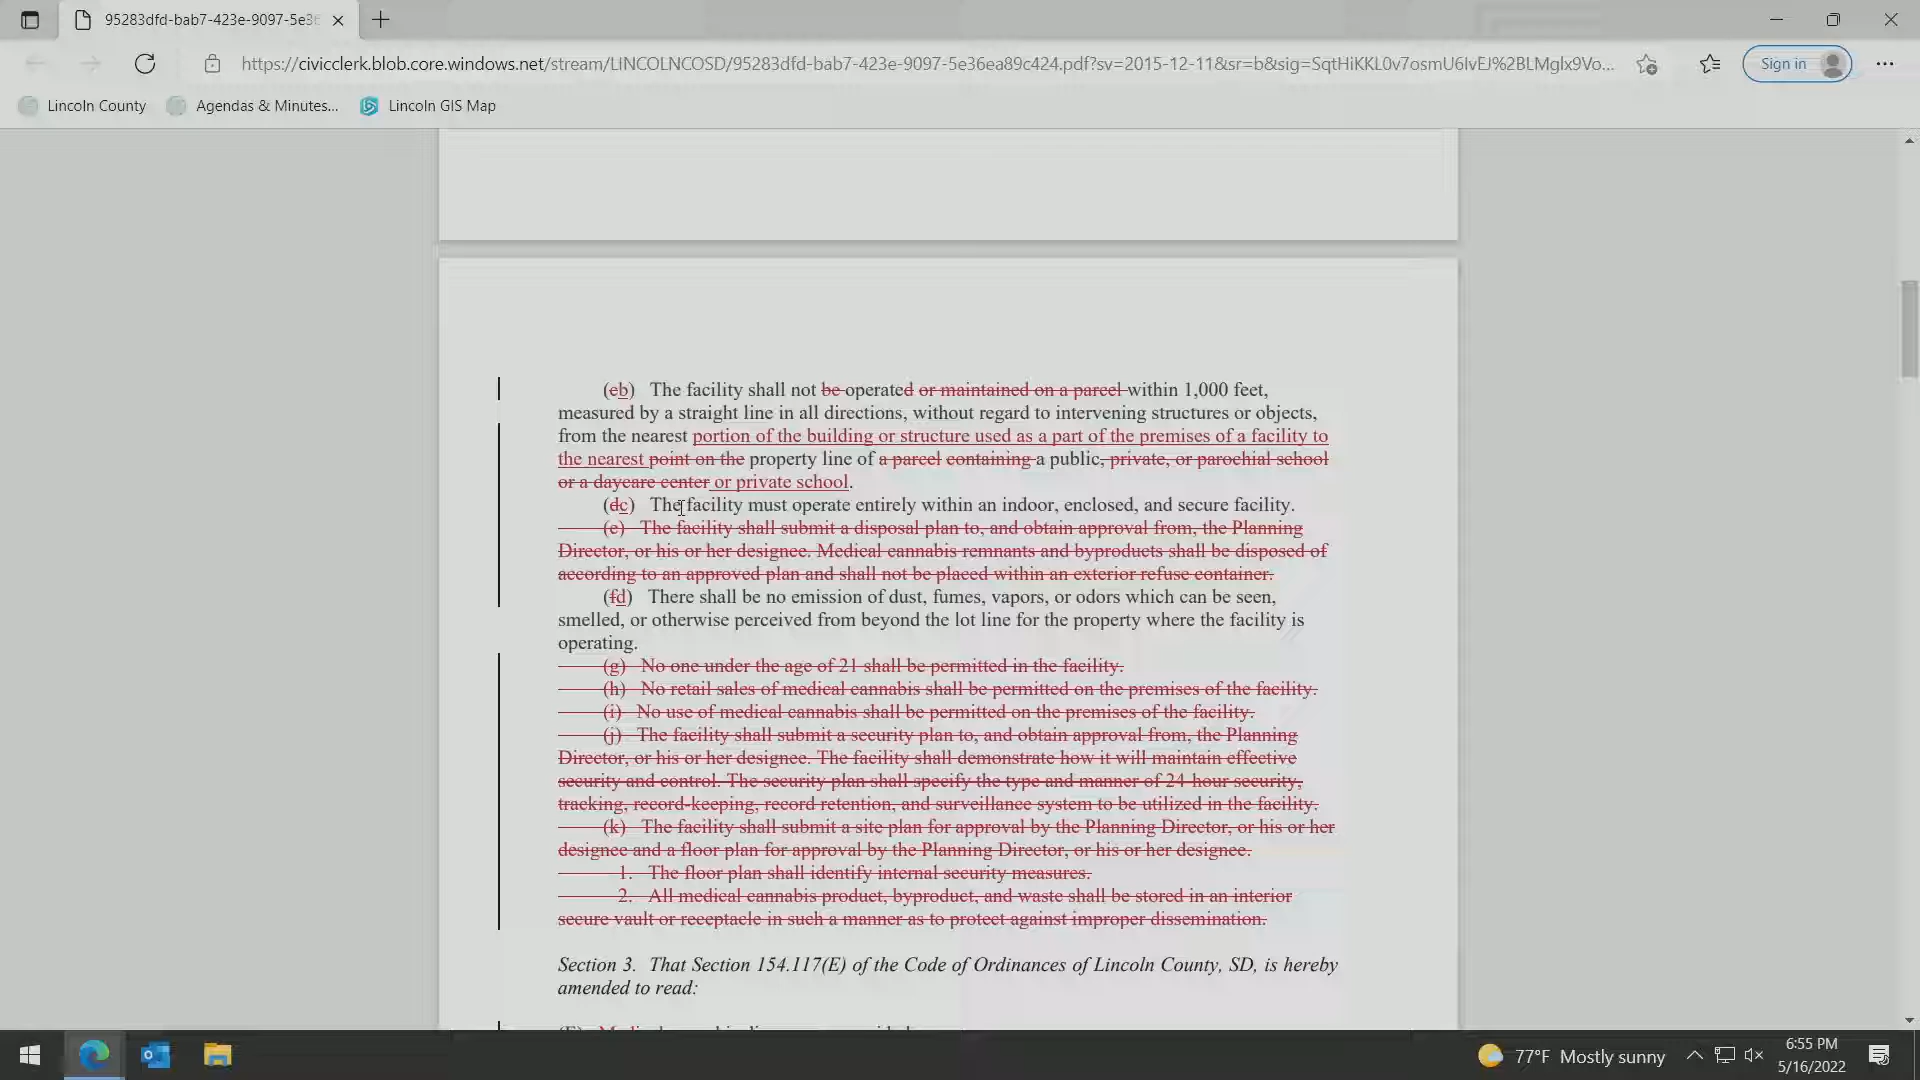 95283dfd-bab7-423e-9097-5e36
https://civicclerk.blob.core.windows.net/stream/LINCOLNCOSD/95283dfd-bab7-423e-9097-5e36ea89c424.pdf?sv=2015-12-11&sr=b&sig=SqtHiKKL0v7osmU6IvEJ%2BLMglx9Vo...
Sign in
Lincoln County
Agendas & Minutes...
Lincoln GIS Map
(cb) The facility shall not be operated or maintained on a parcel within 1,000 feet,
measured by a straight line in all directions, without regard to intervening structures or objects,
from the nearest portion of the building or structure used as a part of the premises of a facility to
the nearest point on the property line of a parcel containing a public, private, or parochial school
or a daycare center or private school.
(dc) The facility must operate entirely within an indoor, enclosed, and secure facility.
(e) The facility shall submit a disposal plan to, and obtain approval from, the Planning
Director, or his or her designee. Medical cannabis remnants and byproducts shall be disposed of
according to an approved plan and shall not be placed within an exterior refuse container.
(fd) There shall be no emission of dust, fumes, vapors, or odors which can be seen,
smelled, or otherwise perceived from beyond the lot line for the property where the facility is
operating.
(g) No one under the age of 21 shall be permitted in the facility.
(h) No retail sales of medical cannabis shall be permitted on the premises of the facility.
(i) No use of medical cannabis shall be permitted on the premises of the facility.
(j) The facility shall submit a security plan to, and obtain approval from, the Planning
Director, or his or her designee. The facility shall demonstrate how it will maintain effective
security and control. The security plan shall specify the type and manner of 24-hour security,
tracking, record-keeping, record retention, and surveillance system to be utilized in the facility.
(k) The facility shall submit a site plan for approval by the Planning Director, or his or her
designee and a floor plan for approval by the Planning Director, or his or her designee.
1. The floor plan shall identify internal security measures.
2. All medical cannabis product, byproduct, and waste shall be stored in an interior
secure vault or receptacle in such a manner as to protect against improper dissemination.
Section 3. That Section 154.117(E) of the Code of Ordinances of Lincoln County, SD, is hereby
amended to read:
77°F Mostly sunny
6:55 PM
5/16/2022